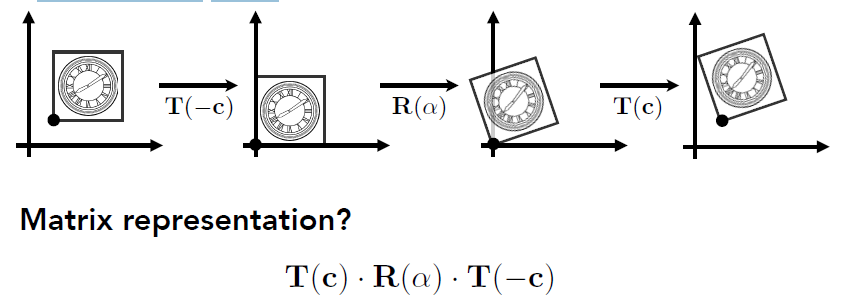 T(−c) R(α) T(c)
Matrix representation?
T(c) · R(α) · T(−c)